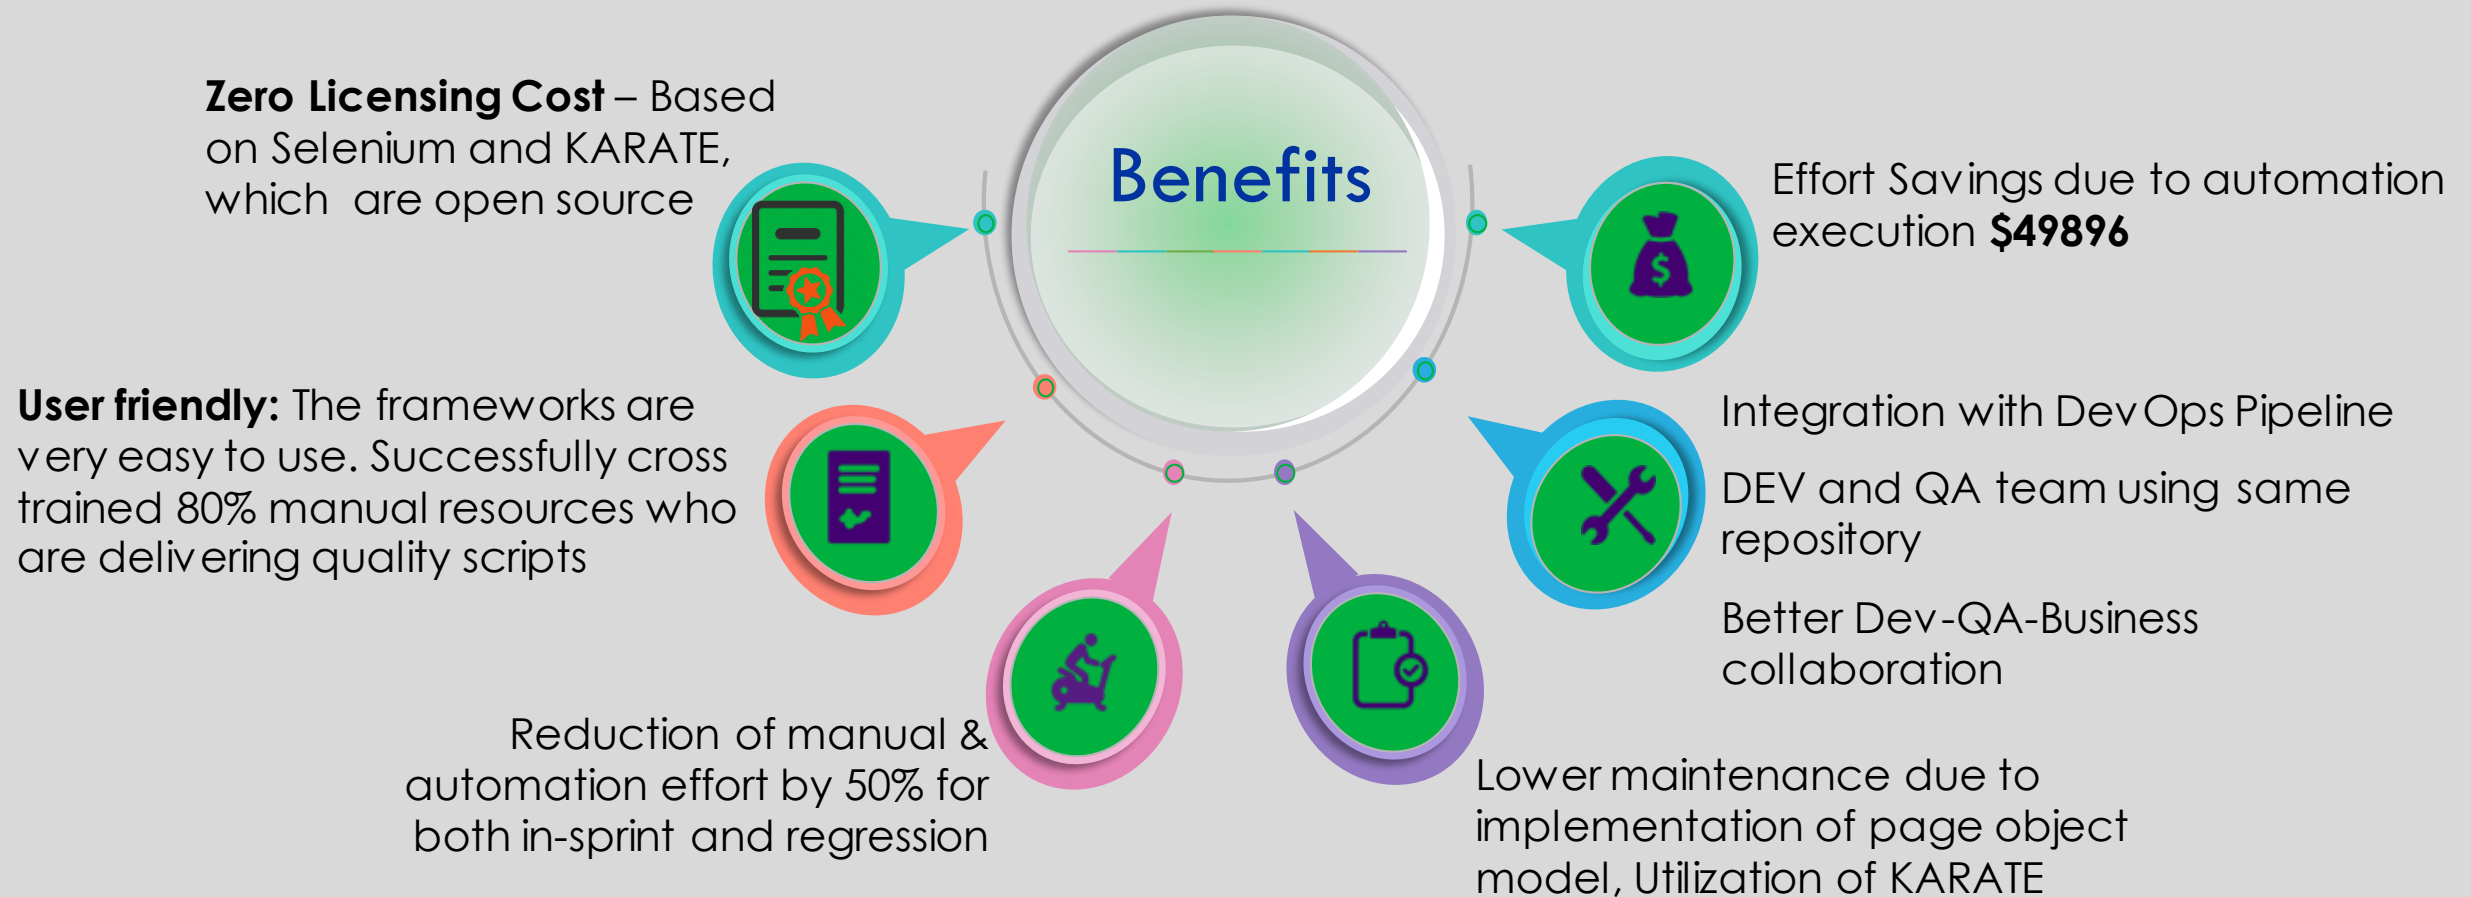 Benefits
Zero Licensing Cost – Based
on Selenium and KARATE,
which are open source
User friendly: The frameworks are
very easy to use. Successfully cross
trained 80% manual resources who
are delivering quality scripts
Reduction of manual &
automation effort by 50% for
both in-sprint and regression
Effort Savings due to automation
execution $49896
Integration with DevOps Pipeline
DEV and QA team using same
repository
Better Dev-QA-Business
collaboration
Lower maintenance due to
implementation of page object
model, Utilization of KARATE